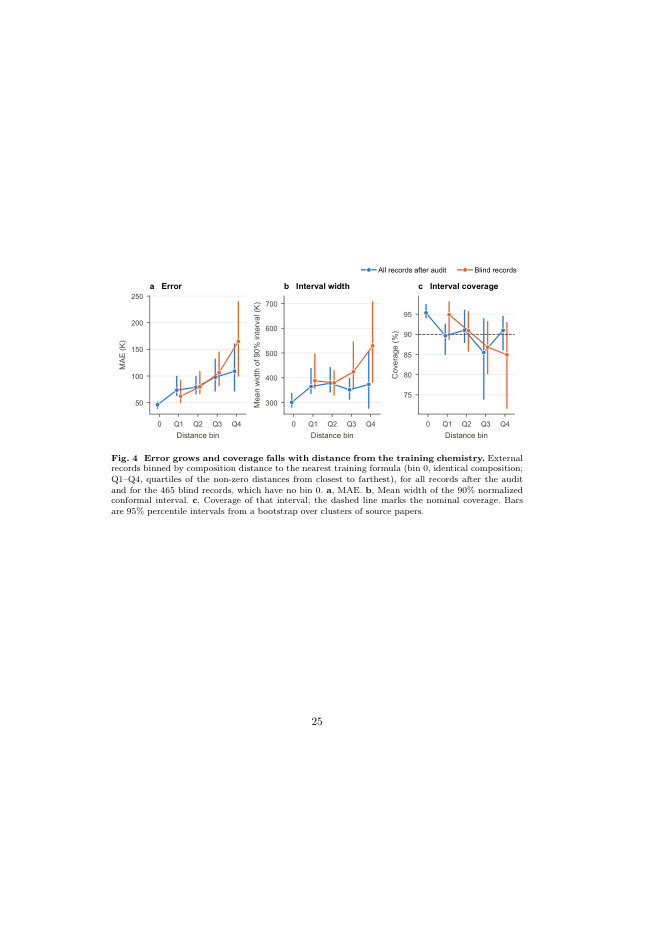 All records after audit Blind records
a Error
b Interval width
c Interval coverage
MAE (K)
250
200
150
100
50
0 Q1 Q2 Q3 Q4
Distance bin
Mean width of 90% interval (K)
700
600
500
400
300
0 Q1 Q2 Q3 Q4
Distance bin
Coverage (%)
95
90
85
80
75
0 Q1 Q2 Q3 Q4
Distance bin
Fig. 4 Error grows and coverage falls with distance from the training chemistry. External
records binned by composition distance to the nearest training formula (bin 0, identical composition;
Q1–Q4, quartiles of the non-zero distances from closest to farthest), for all records after the audit
and for the 465 blind records, which have no bin 0. a, MAE. b, Mean width of the 90% normalized
conformal interval. c, Coverage of that interval; the dashed line marks the nominal coverage. Bars
are 95% percentile intervals from a bootstrap over clusters of source papers.
25